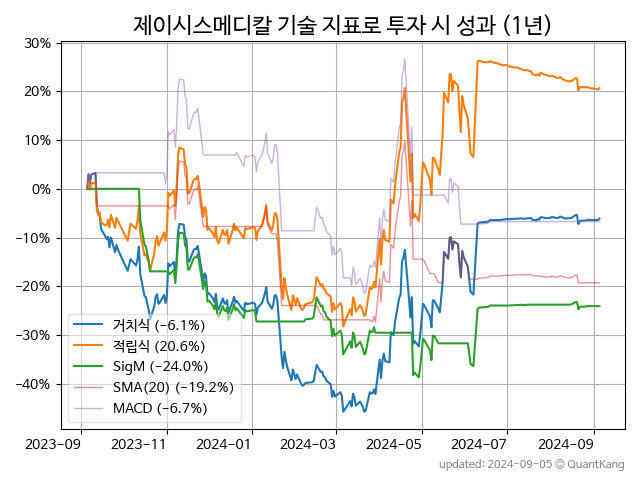 제이시스메디칼 기술 지표로 투자 시 성과 (1년)
30%
20%
10%
0%
−10%
−20%
−30%
−40%
거치식 (−6.1%)
적립식 (20.6%)
SigM (−24.0%)
SMA(20) (−19.2%)
MACD (−6.7%)
2023-09 2023-11 2024-01 2024-03 2024-05 2024-07 2024-09
updated: 2024-09-05 © QuantKang